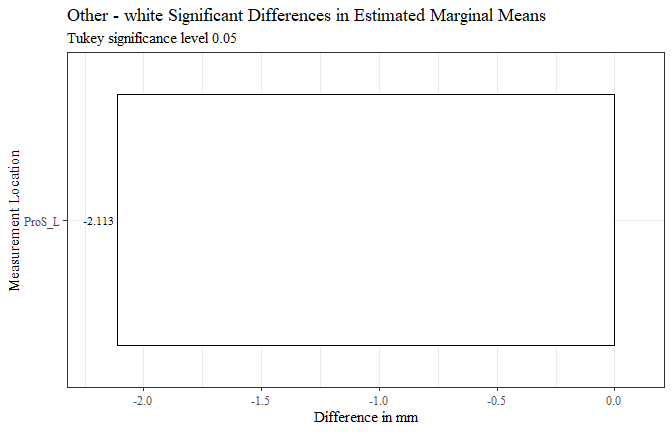 Other - white Significant Differences in Estimated Marginal Means
Tukey significance level 0.05
Measurement Location
ProS_L
-2.113
-2.0 -1.5 -1.0 -0.5 0.0
Difference in mm